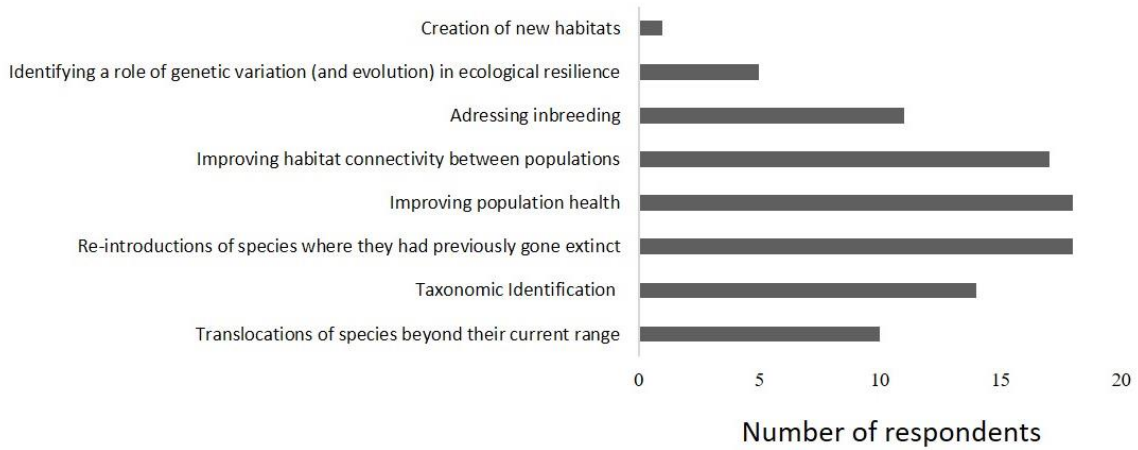 Creation of new habitats
Identifying a role of genetic variation (and evolution) in ecological resilience
Adressing inbreeding
Improving habitat connectivity between populations
Improving population health
Re-introductions of species where they had previously gone extinct
Taxonomic Identification
Translocations of species beyond their current range
0 5 10 15 20
Number of respondents